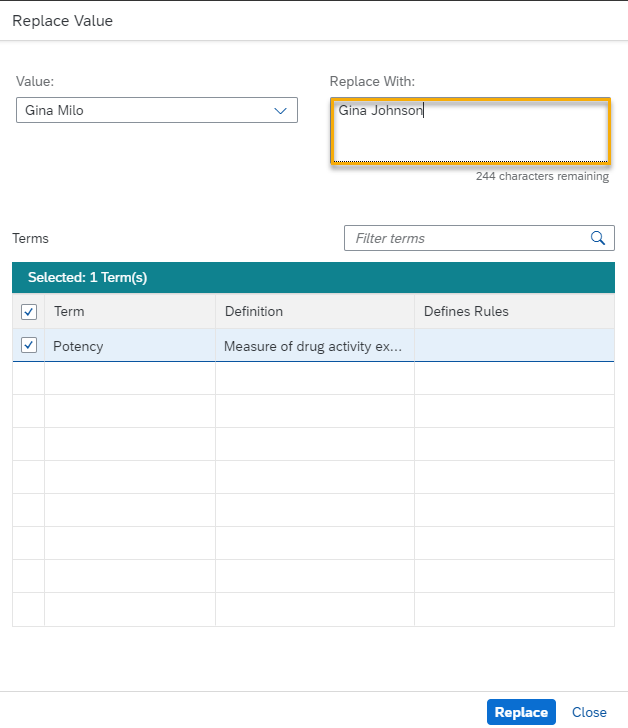 Replace Value
Value:
Replace With:
Gina Milo
Gina Johnson
244 characters remaining
Terms
Filter terms
Selected: 1 Term(s)
Term
Definition
Defines Rules
Potency
Measure of drug activity ex...
Replace
Close